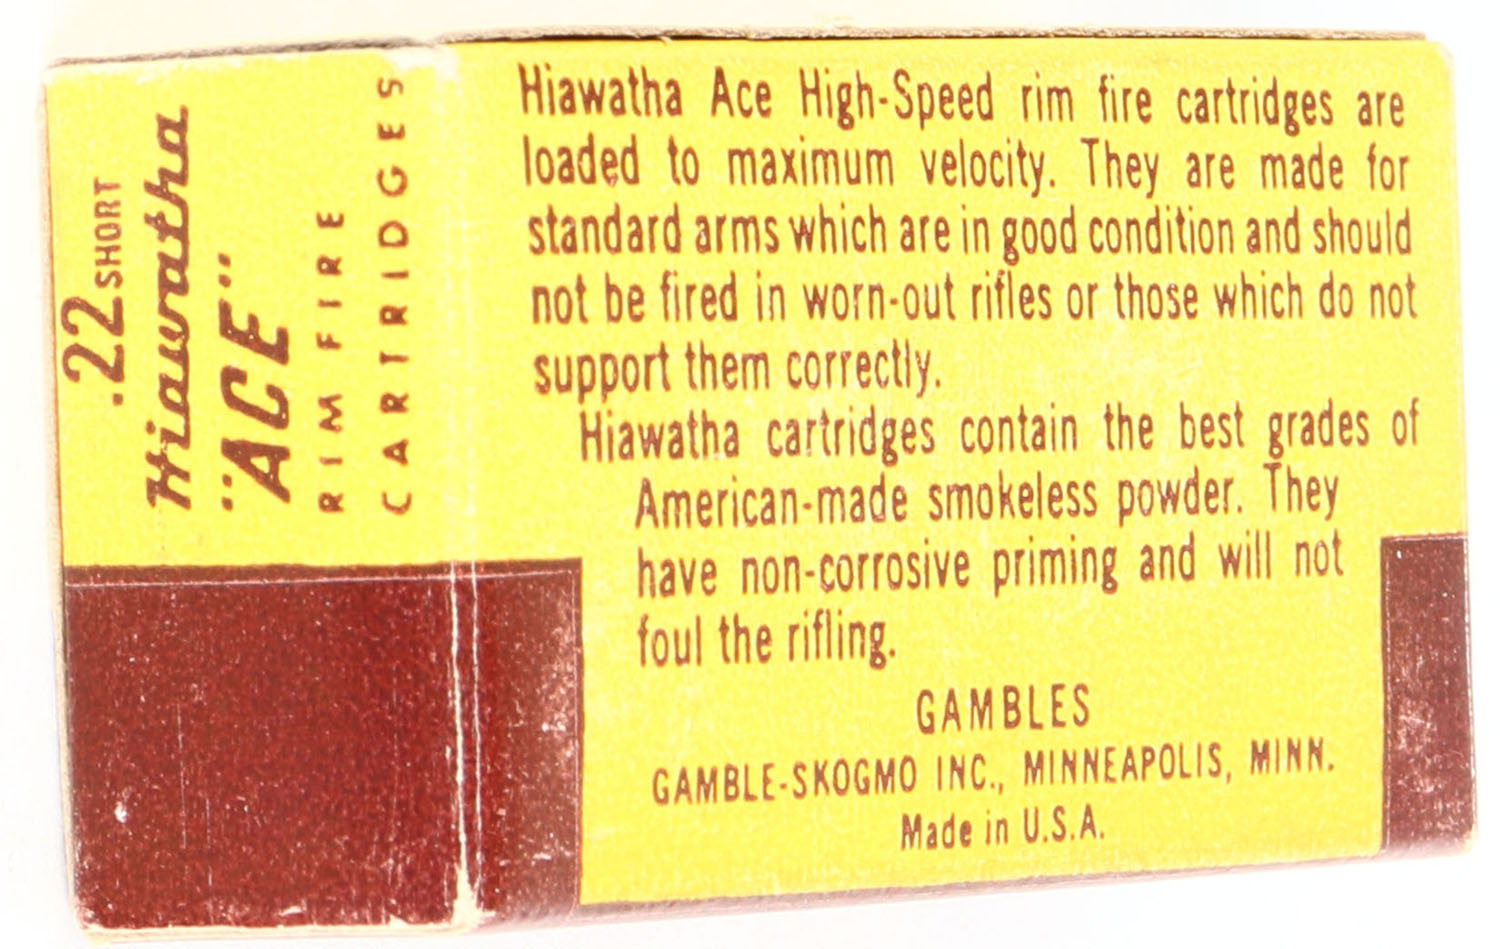 .22 SHORT
Hiawatha
"ACE"
RIM FIRE
CARTRIDGES
Hiawatha Ace High-Speed rim fire cartridges are
loaded to maximum velocity. They are made for
standard arms which are in good condition and should
not be fired in worn-out rifles or those which do not
support them correctly.
Hiawatha cartridges contain the best grades of
American-made smokeless powder. They
have non-corrosive priming and will not
foul the rifling.
GAMBLES
GAMBLE-SKOGMO INC., MINNEAPOLIS, MINN.
Made in U.S.A.